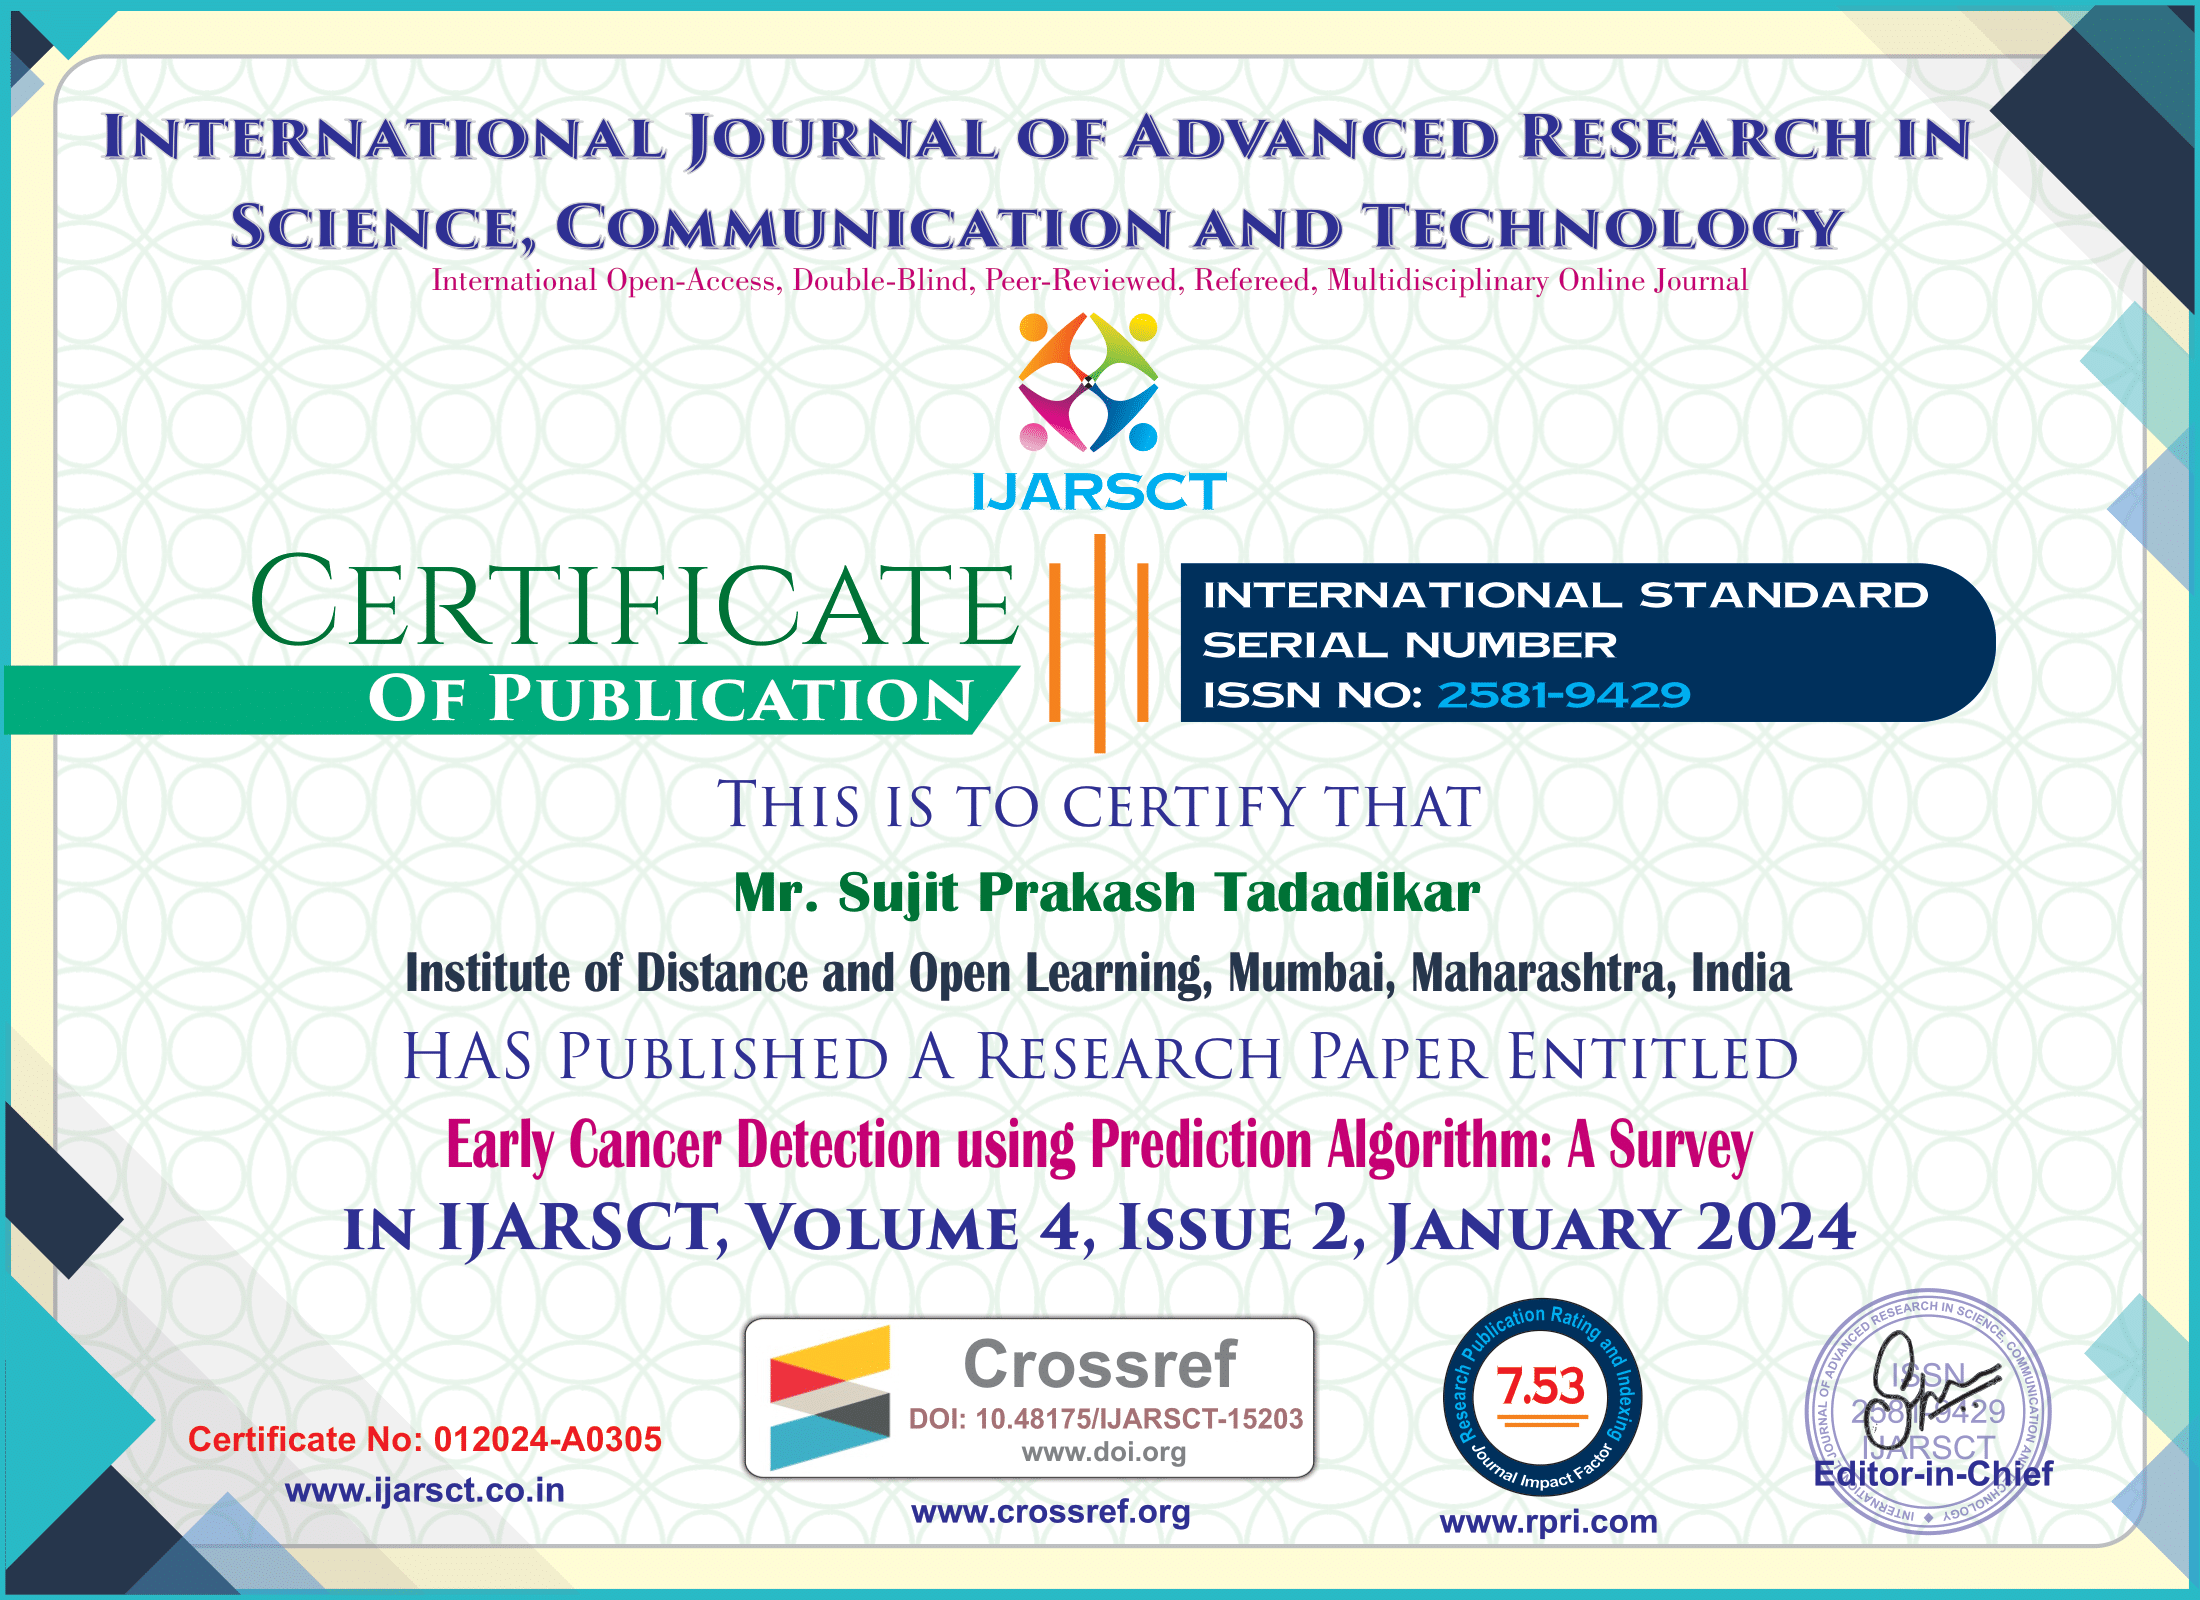 International Journal of Advanced Research in
Science, Communication and Technology
International Open-Access, Double-Blind, Peer-Reviewed, Refereed, Multidisciplinary Online Journal
IJARSCT
Certificate
Of Publication
INTERNATIONAL STANDARD
SERIAL NUMBER
ISSN NO: 2581-9429
This is to certify that
Mr. Sujit Prakash Tadadikar
Institute of Distance and Open Learning, Mumbai, Maharashtra, India
has Published A Research Paper Entitled
Early Cancer Detection using Prediction Algorithm: A Survey
in IJARSCT, Volume 4, Issue 2, January 2024
Certificate No: 012024-A0305
www.ijarsct.co.in
Crossref
DOI: 10.48175/IJARSCT-15203
www.doi.org
www.crossref.org
Research Publication Rating and Indexing
7.53
Journal Impact Factor
www.rpri.com
INTERNATIONAL JOURNAL OF ADVANCED RESEARCH IN SCIENCE, COMMUNICATION AND TECHNOLOGY
ISSN
2581-9429
IJARSCT
Editor-in-Chief